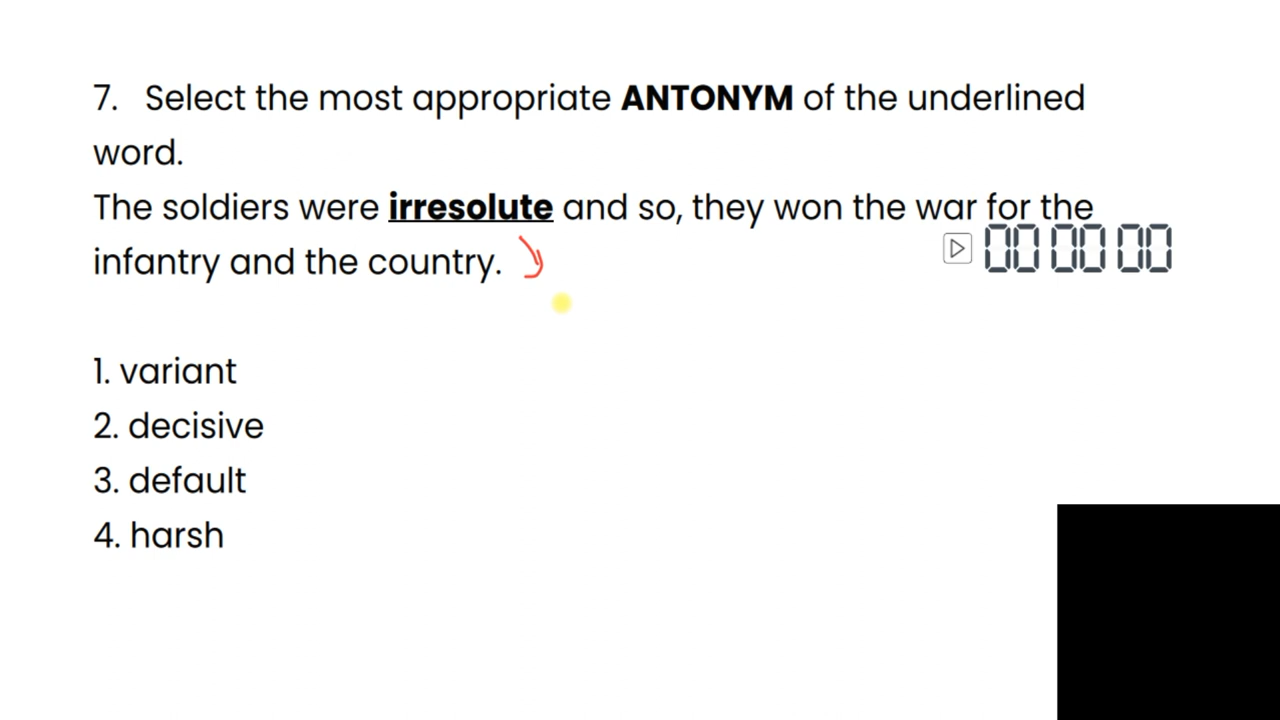 7. Select the most appropriate ANTONYM of the underlined
word.
The soldiers were irresolute and so, they won the war for the
infantry and the country.
00 00 00
1. variant
2. decisive
3. default
4. harsh